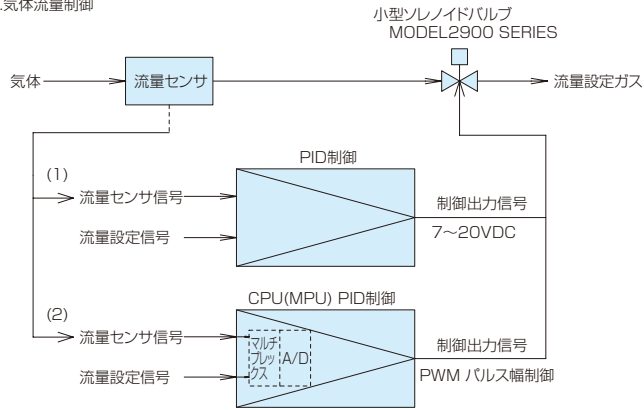 .気体流量制御
小型ソレノイドバルブ
MODEL2900 SERIES
気体
流量センサ
流量設定ガス
(1)
PID制御
流量センサ信号
流量設定信号
制御出力信号
7～20VDC
(2)
CPU(MPU) PID制御
流量センサ信号
流量設定信号
マルチ
プレッ
クス
A/D
制御出力信号
PWM パルス幅制御